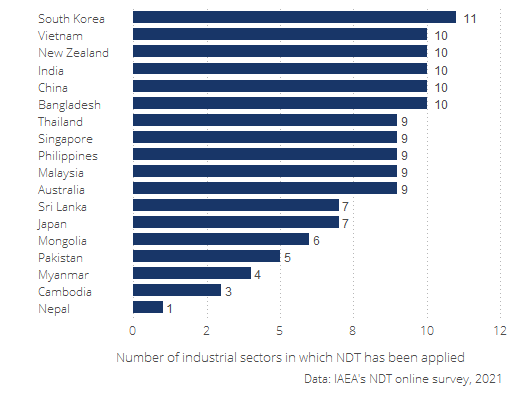 South Korea 11
Vietnam 10
New Zealand 10
India 10
China 10
Bangladesh 10
Thailand 9
Singapore 9
Philippines 9
Malaysia 9
Australia 9
Sri Lanka 7
Japan 7
Mongolia 6
Pakistan 5
Myanmar 4
Cambodia 3
Nepal 1
0 2 5 8 10 12
Number of industrial sectors in which NDT has been applied
Data: IAEA's NDT online survey, 2021